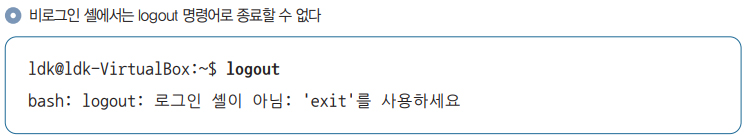 비로그인 셸에서는 logout 명령어로 종료할 수 없다
ldk@ldk-VirtualBox:~$ logout
bash: logout: 로그인 셸이 아님: 'exit'를 사용하세요